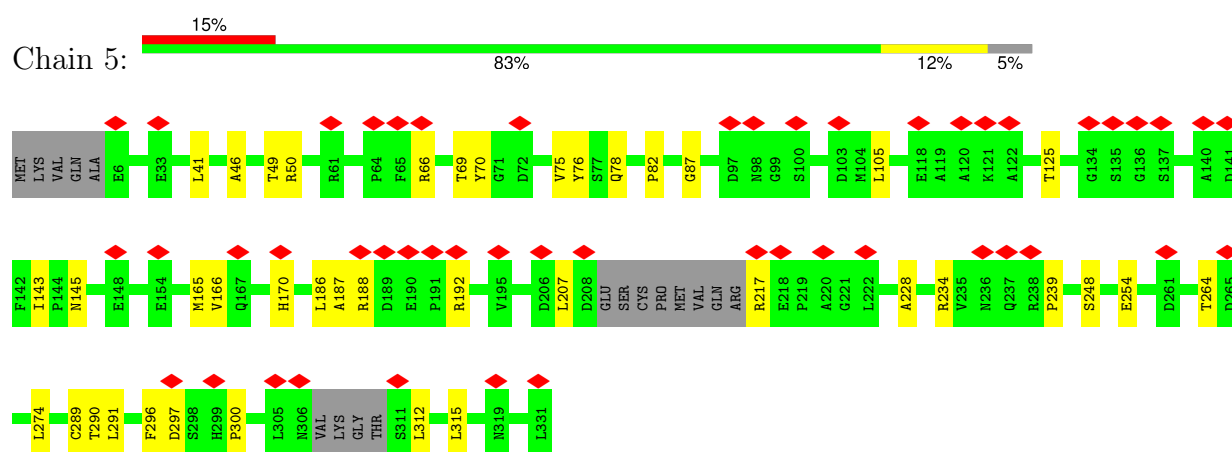 15%
Chain 5:
83% 12% 5%
MET LYS VAL GLN ALA E6 E33 L41 A46 T49 R50 R61 P64 F65 R66 T69 Y70 G71 D72 V75 Y76 S77 Q78 P82 G87 D97 N98 G99 S100 D103 M104 L105 E118 A119 A120 K121 A122 T125 G134 S135 G136 S137 A140 D141
F142 I143 P144 N145 E148 E154 M165 V166 Q167 H170 L186 A187 R188 D189 E190 P191 R192 V195 D206 L207 D208 GLU SER CYS PRO MET VAL GLN ARG R217 E218 P219 A220 G221 L222 A228 R234 V235 N236 Q237 R238 P239 S248 E254 D261 T264 D265
L274 C289 T290 L291 F296 D297 S298 H299 P300 L305 N306 VAL LYS GLY THR S311 L312 L315 N319 L331